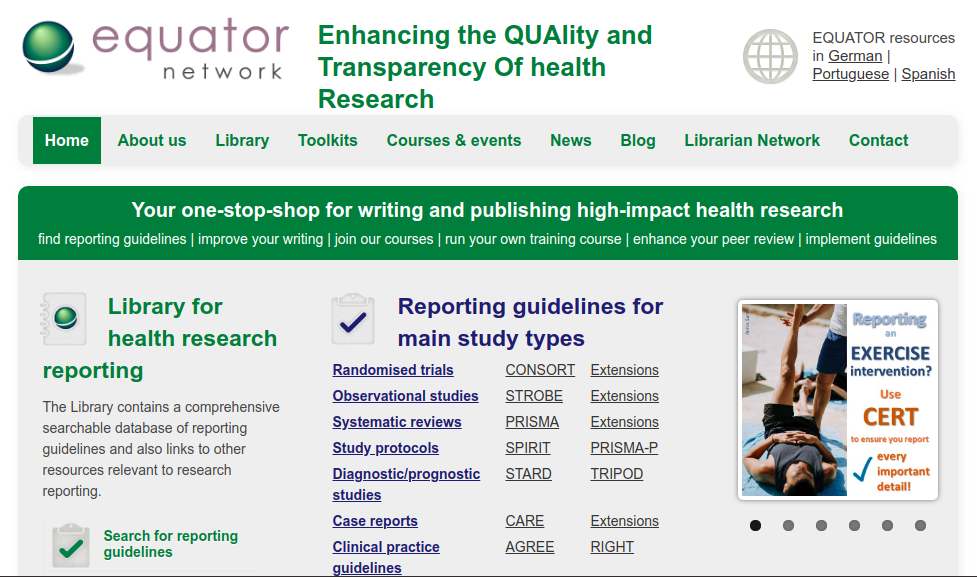 equator
network
Enhancing the QUAlity and
Transparency Of health
Research
EQUATOR resources
in German |
Portuguese | Spanish
Home About us Library Toolkits Courses & events News Blog Librarian Network Contact
Your one-stop-shop for writing and publishing high-impact health research
find reporting guidelines | improve your writing | join our courses | run your own training course | enhance your peer review | implement guidelines
Library for
health research
reporting
The Library contains a comprehensive
searchable database of reporting
guidelines and also links to other
resources relevant to research
reporting.
Search for reporting
guidelines
Reporting guidelines for
main study types
Randomised trials CONSORT Extensions
Observational studies STROBE Extensions
Systematic reviews PRISMA Extensions
Study protocols SPIRIT PRISMA-P
Diagnostic/prognostic STARD TRIPOD
studies
Case reports CARE Extensions
Clinical practice AGREE RIGHT
guidelines
Reporting
an
EXERCISE
intervention?
Use
CERT
to ensure you report
every
important
detail!